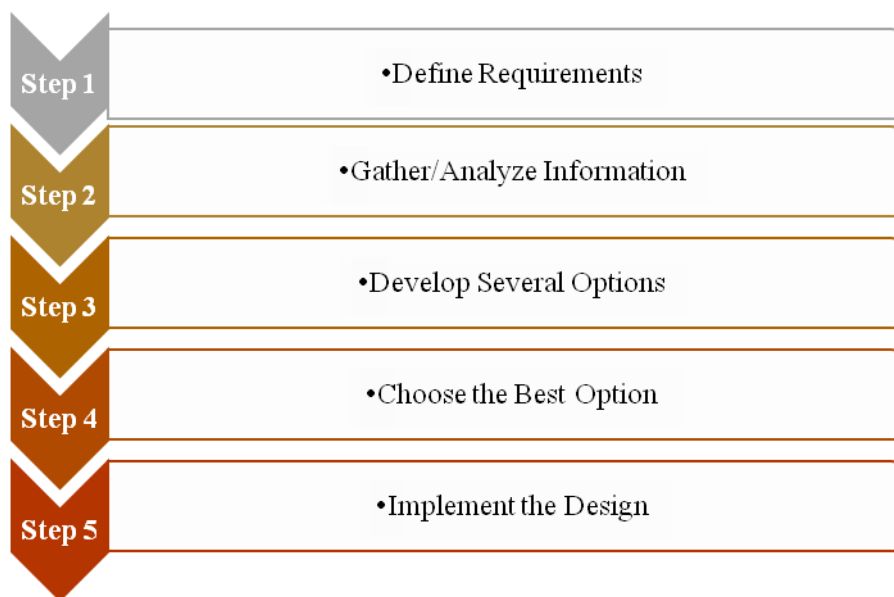 Step 1
•Define Requirements
Step 2
•Gather/Analyze Information
Step 3
•Develop Several Options
Step 4
•Choose the Best Option
Step 5
•Implement the Design